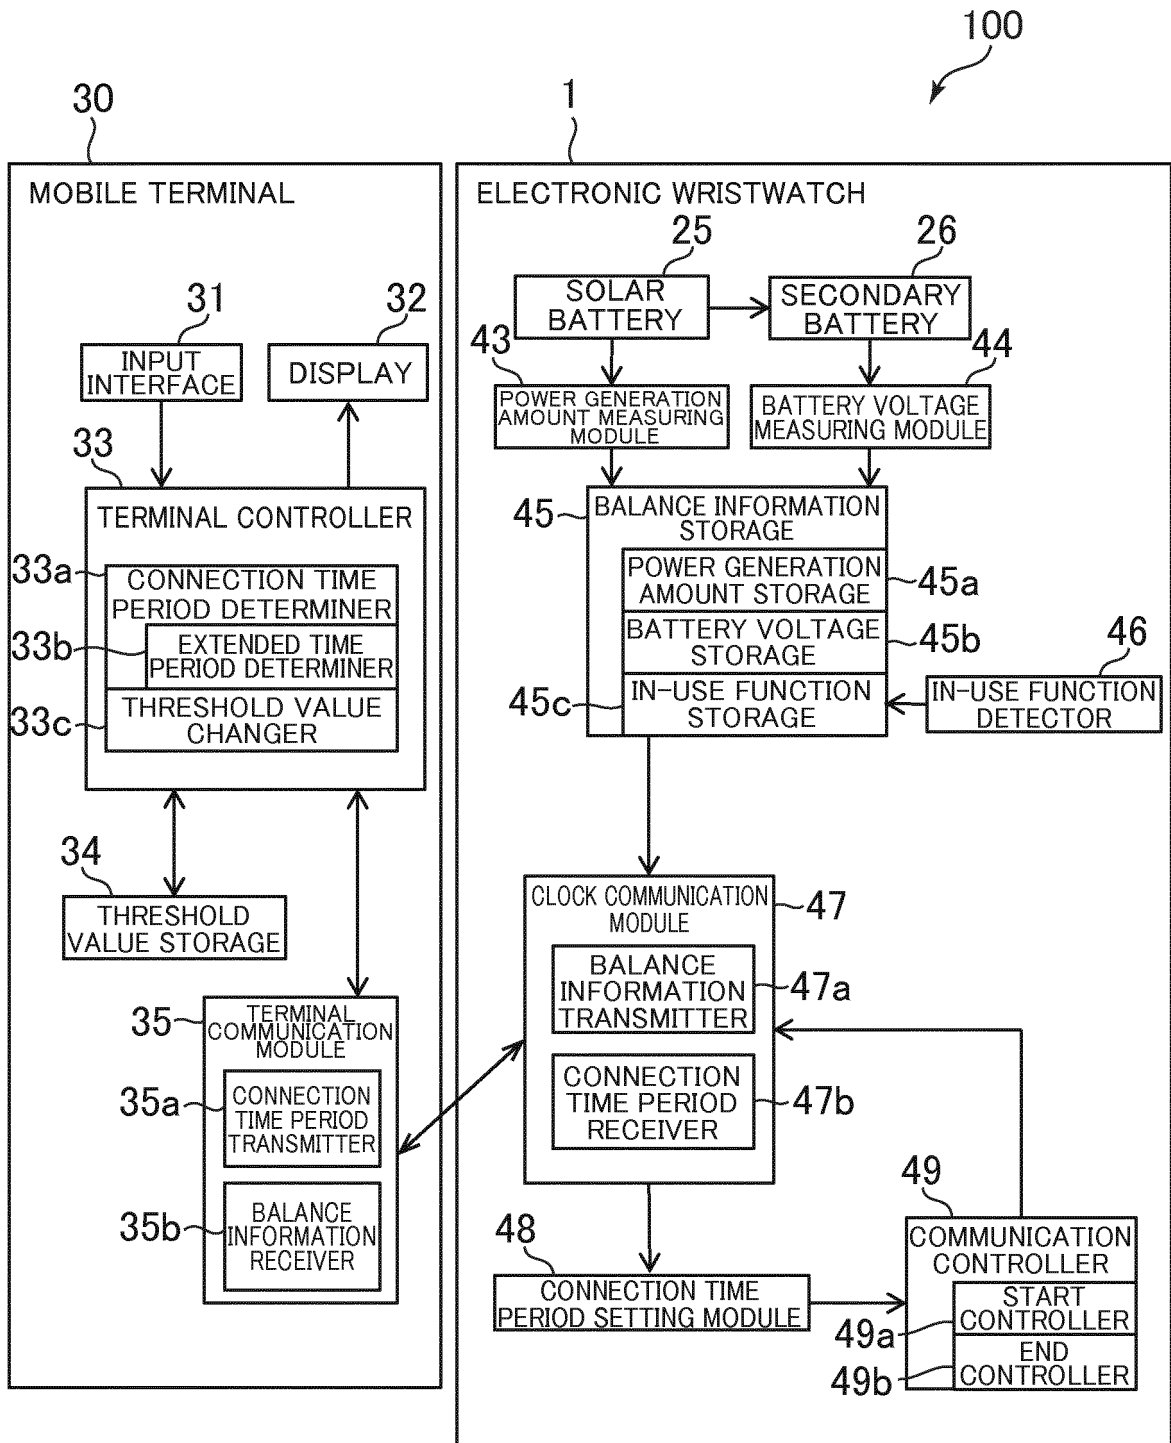 100
30
MOBILE TERMINAL
31
INPUT
INTERFACE
32
DISPLAY
33
TERMINAL CONTROLLER
33a
CONNECTION TIME
PERIOD DETERMINER
33b
EXTENDED TIME
PERIOD DETERMINER
33c
THRESHOLD VALUE
CHANGER
34
THRESHOLD
VALUE STORAGE
35
TERMINAL
COMMUNICATION
MODULE
35a
CONNECTION
TIME PERIOD
TRANSMITTER
35b
BALANCE
INFORMATION
RECEIVER
1
ELECTRONIC WRISTWATCH
25
SOLAR
BATTERY
26
SECONDARY
BATTERY
43
POWER GENERATION
AMOUNT MEASURING
MODULE
44
BATTERY VOLTAGE
MEASURING MODULE
45
BALANCE INFORMATION
STORAGE
POWER GENERATION
AMOUNT STORAGE
45a
BATTERY VOLTAGE
STORAGE
45b
45c
IN-USE FUNCTION
STORAGE
46
IN-USE FUNCTION
DETECTOR
CLOCK COMMUNICATION
MODULE
47
BALANCE
INFORMATION
TRANSMITTER
47a
CONNECTION
TIME PERIOD
RECEIVER
47b
48
CONNECTION TIME
PERIOD SETTING MODULE
49
COMMUNICATION
CONTROLLER
START
CONTROLLER
49a
END
CONTROLLER
49b